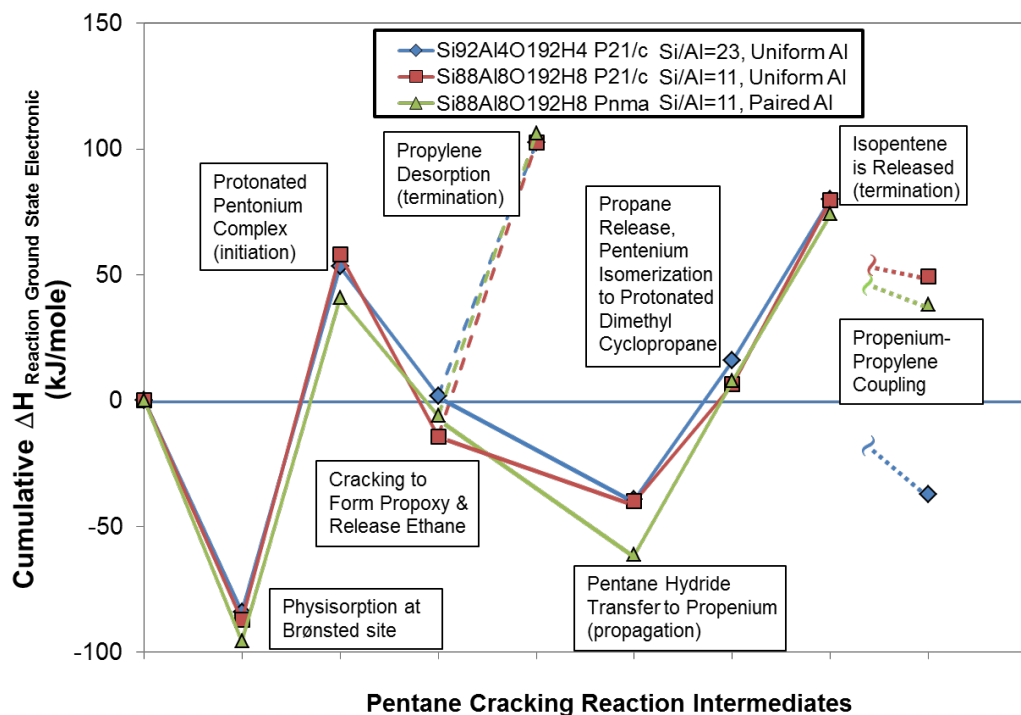 150
100
50
0
-50
-100
Cumulative ΔH Reaction Ground State Electronic
(kJ/mole)
Si92Al4O192H4 P21/c Si/Al=23, Uniform Al
Si88Al8O192H8 P21/c Si/Al=11, Uniform Al
Si88Al8O192H8 Pnma Si/Al=11, Paired Al
Protonated
Pentonium
Complex
(initiation)
Propylene
Desorption
(termination)
Propane
Release,
Pentenium
Isomerization
to Protonated
Dimethyl
Cyclopropane
Isopentene
is Released
(termination)
Propenium-
Propylene
Coupling
Cracking to
Form Propoxy &
Release Ethane
Physisorption at
Brønsted site
Pentane Hydride
Transfer to Propenium
(propagation)
Pentane Cracking Reaction Intermediates